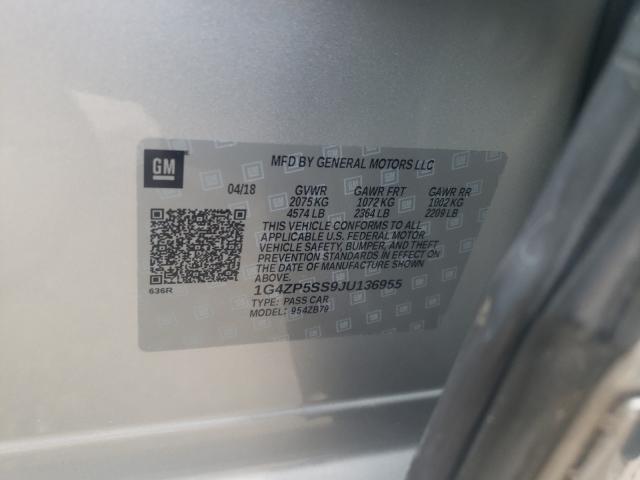 GM
MFD BY GENERAL MOTORS LLC
04/18 GVWR GAWR FRT GAWR RR
2075 KG 1072 KG 1002 KG
4574 LB 2364 LB 2209 LB
THIS VEHICLE CONFORMS TO ALL
APPLICABLE U.S. FEDERAL MOTOR
VEHICLE SAFETY, BUMPER, AND THEFT
PREVENTION STANDARDS IN EFFECT ON
THE DATE OF MANUFACTURE SHOWN
ABOVE.
636R
1G4ZP5SS9JU136955
TYPE: PASS CAR
MODEL: 954ZB79